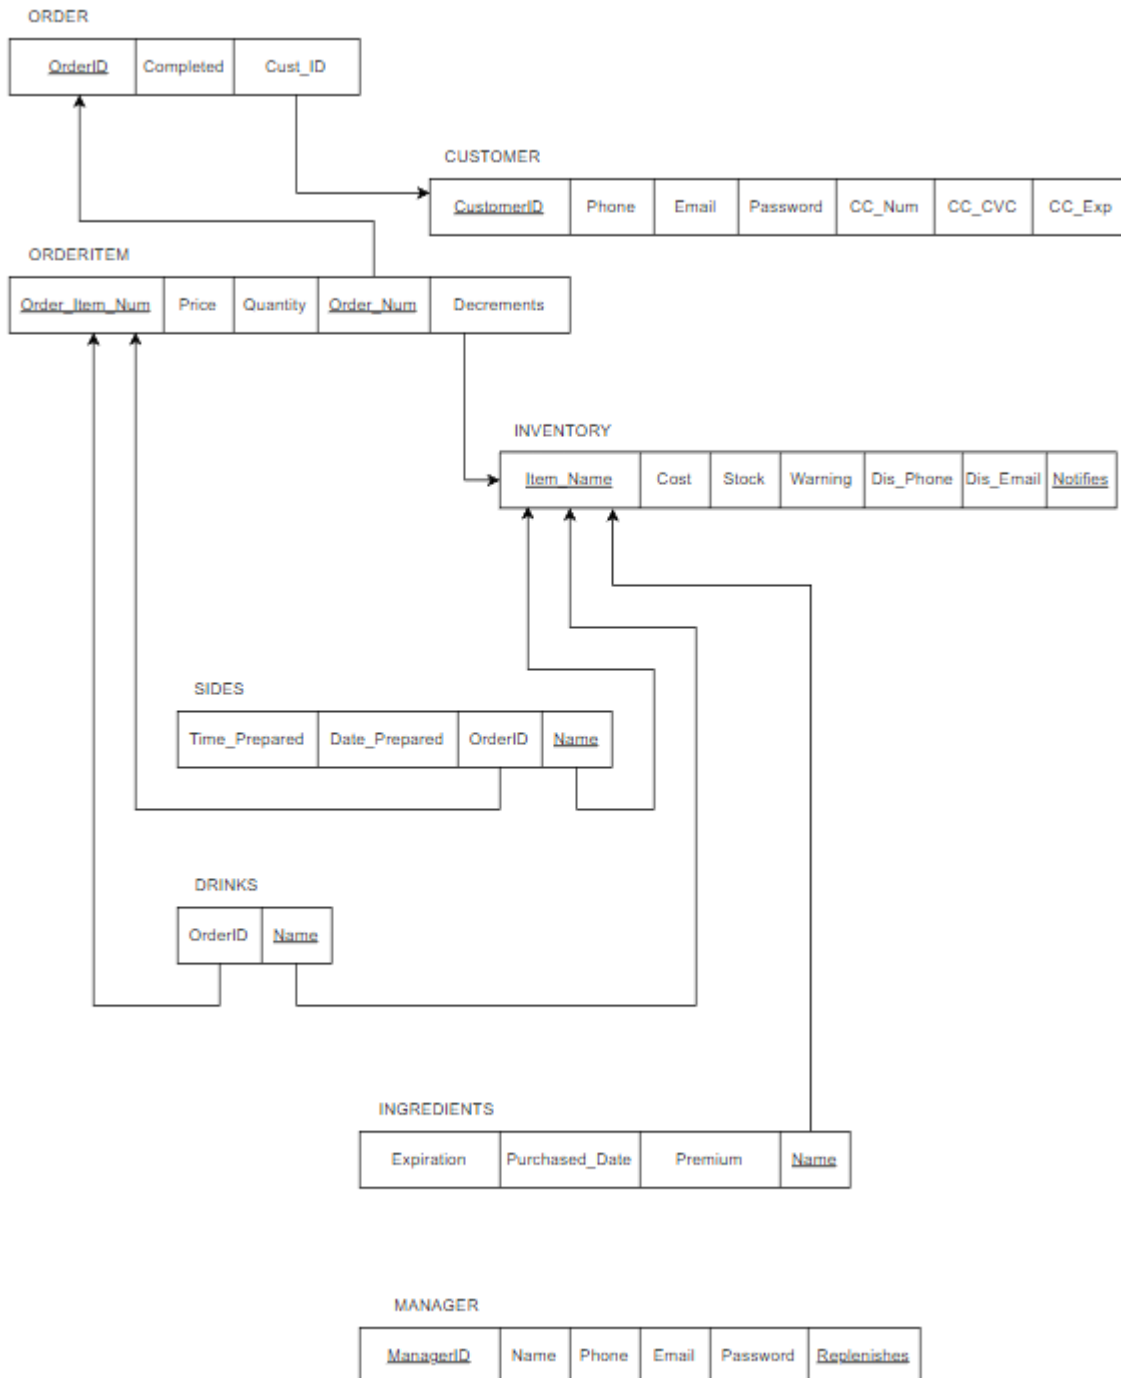 ORDER
OrderID Completed Cust_ID
CUSTOMER
CustomerID Phone Email Password CC_Num CC_CVC CC_Exp
ORDERITEM
Order_Item_Num Price Quantity Order_Num Decrements
INVENTORY
Item_Name Cost Stock Warning Dis_Phone Dis_Email Notifies
SIDES
Time_Prepared Date_Prepared OrderID Name
DRINKS
OrderID Name
INGREDIENTS
Expiration Purchased_Date Premium Name
MANAGER
ManagerID Name Phone Email Password Replenishes